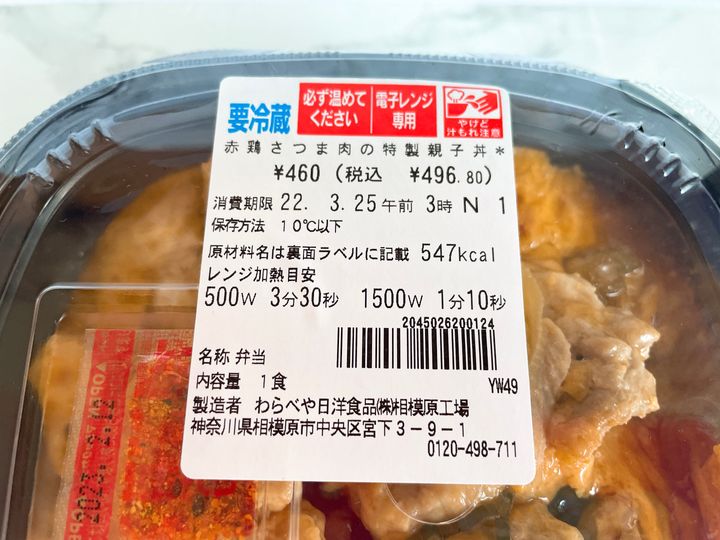 要冷蔵
必ず温めて
ください
電子レンジ
専用
やけど
汁もれ注意
赤鶏さつま肉の特製親子丼*
¥460 (税込 ¥496.80)
消費期限 22. 3.25午前 3時 N 1
保存方法 10℃以下
原材料名は裏面ラベルに記載 547kcal
レンジ加熱目安
500W 3分30秒 1500W 1分10秒
2045026200124
名称 弁当
内容量 1食
YW49
製造者 わらべや日洋食品(株)相模原工場
神奈川県相模原市中央区宮下3-9-1
0120-498-711